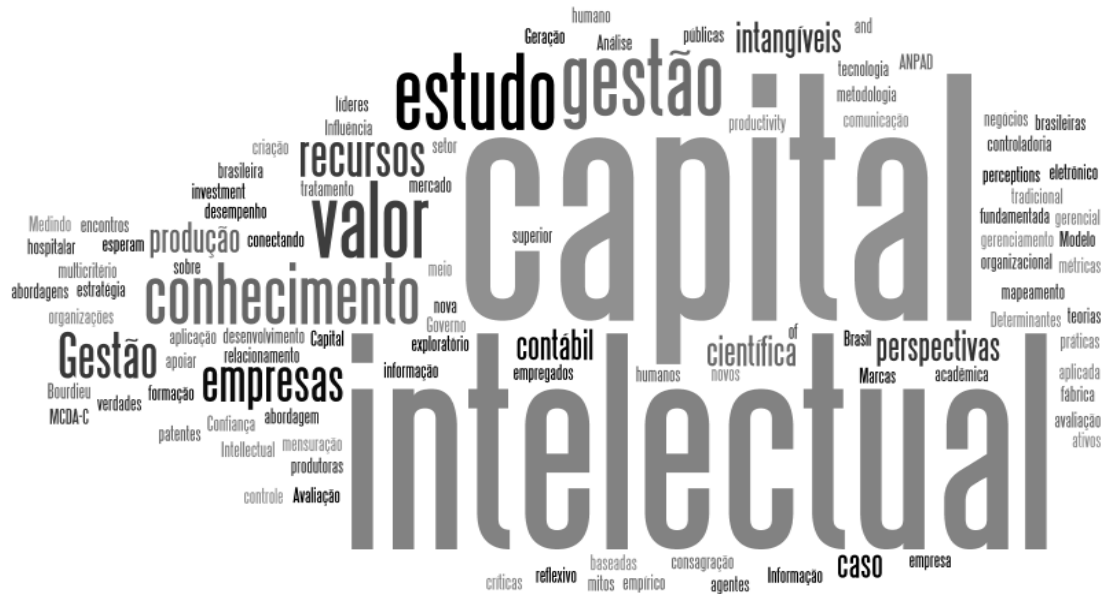 humano
Geração
Análise
públicas
intangíveis
and
estudo
gestão
tecnologia
ANPAD
metodologia
líderes
Influência
productivity
comunicação
capital
negócios
brasileiras
controladoria
criação
recursos
setor
brasileira
tratamento
mercado
perceptions
eletrônico
investment
tradicional
desempenho
valor
fundamentada
gerencial
Medindo
encontros
hospitalar
esperam
produção
conectando
superior
gerenciamento
Modelo
organizacional
métricas
multicritério
sobre
meio
abordagens
estratégia
conhecimento
mapeamento
nova
organizações
Governo
Determinantes
teorias
aplicação
desenvolvimento
Capital
exploratório
contábil
científica
of
Brasil
perspectivas
práticas
Gestão
apoiar
relacionamento
empresas
informação
empregados
humanos
novos
Marcas
acadêmica
aplicada
Bourdieu
formação
fábrica
MCDA-C
verdades
intelectual
patentes
Confiança
abordagem
avaliação
ativos
Intellectual
mensuração
produtoras
controle
Avaliação
críticas
reflexivo
baseadas
mitos
empírico
consagração
agentes
Informação
caso
empresa